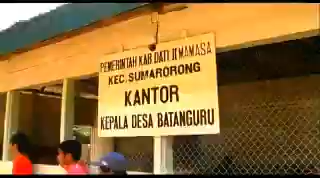 PEMERINTAH KAB.DATI II MAMASA
KEC.SUMARORONG
KANTOR
KEPALA DESA BATANGURU